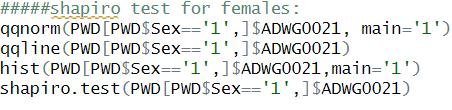 #####shapiro test for females:
qqnorm(PWD[PWD$Sex=='1',]$ADWG0021, main='1')
qqline(PWD[PWD$Sex=='1',]$ADWG0021)
hist(PWD[PWD$Sex=='1',]$ADWG0021,main='1')
shapiro.test(PWD[PWD$Sex=='1',]$ADWG0021)